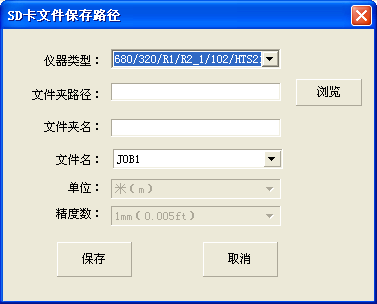 SD卡文件保存路径
仪器类型： 680/320/R1/R2_1/102/HTS2
文件夹路径： 浏览
文件夹名：
文件名： JOB1
单位： 米（m）
精度数： 1mm（0.005ft）
保存 取消